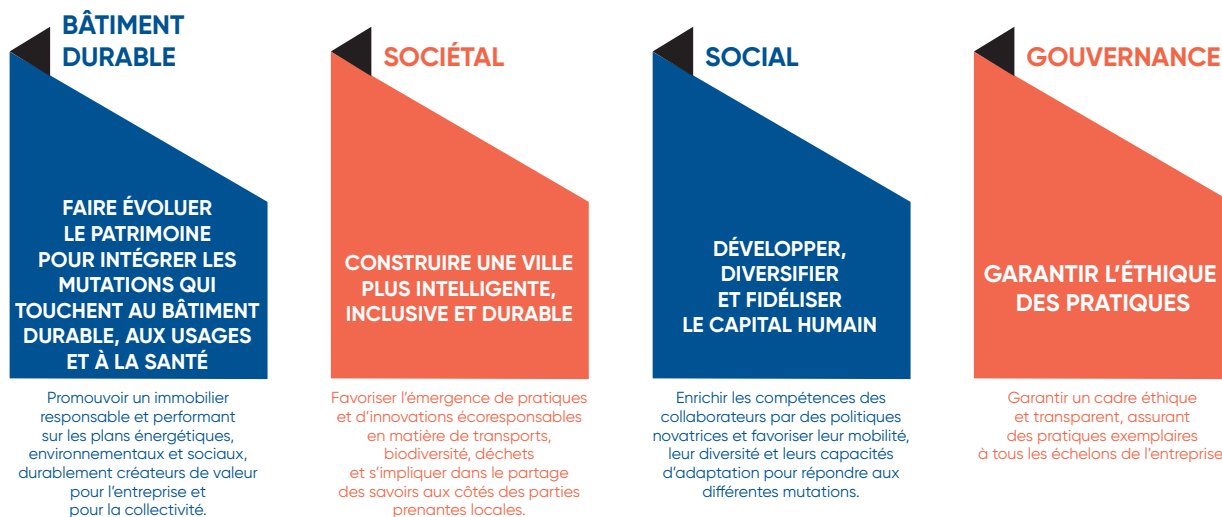 BÂTIMENT
DURABLE
FAIRE ÉVOLUER
LE PATRIMOINE
POUR INTÉGRER LES
MUTATIONS QUI
TOUCHENT AU BÂTIMENT
DURABLE, AUX USAGES
ET À LA SANTÉ
Promouvoir un immobilier
responsable et performant
sur les plans énergétiques,
environnementaux et sociaux,
durablement créateurs de valeur
pour l’entreprise et
pour la collectivité.
SOCIÉTAL
CONSTRUIRE UNE VILLE
PLUS INTELLIGENTE,
INCLUSIVE ET DURABLE
Favoriser l’émergence de pratiques
et d’innovations écoresponsables
en matière de transports,
biodiversité, déchets
et s’impliquer dans le partage
des savoirs aux côtés des parties
prenantes locales.
SOCIAL
DÉVELOPPER,
DIVERSIFIER
ET FIDÉLISER
LE CAPITAL HUMAIN
Enrichir les compétences des
collaborateurs par des politiques
novatrices et favoriser leur mobilité,
leur diversité et leurs capacités
d’adaptation pour répondre aux
différentes mutations.
GOUVERNANCE
GARANTIR L’ÉTHIQUE
DES PRATIQUES
Garantir un cadre éthique
et transparent, assurant
des pratiques exemplaires
à tous les échelons de l’entreprise